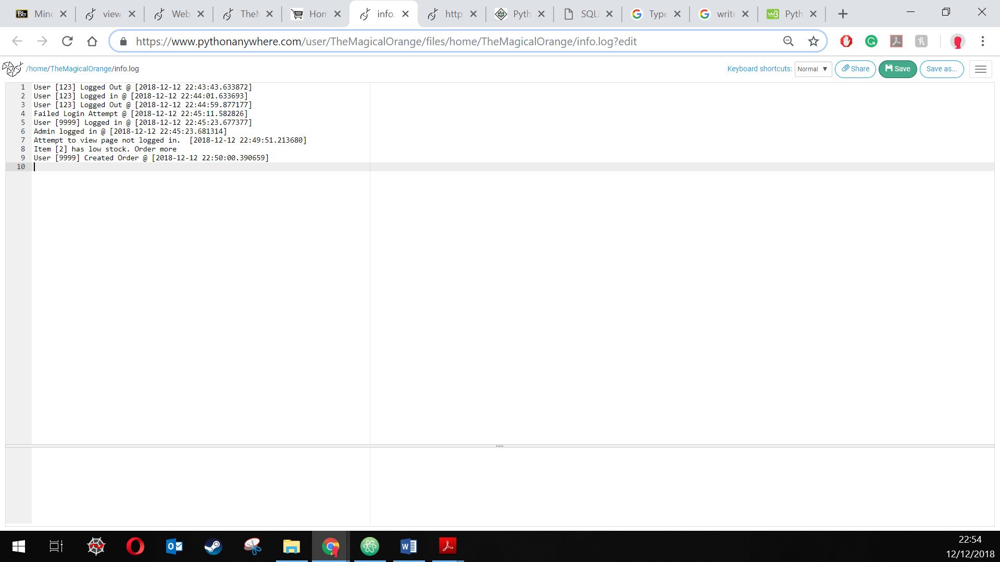 Mine
view
Web
TheM
Hom
info.
http
Pyth
SQLi
Type
write
Pyth
https://www.pythonanywhere.com/user/TheMagicalOrange/files/home/TheMagicalOrange/info.log?edit
/home/TheMagicalOrange/info.log
Keyboard shortcuts: Normal Share Save Save as...
1 User [123] Logged Out @ [2018-12-12 22:43:43.633872]
2 User [123] Logged in @ [2018-12-12 22:44:01.633693]
3 User [123] Logged Out @ [2018-12-12 22:44:59.877177]
4 Failed Login Attempt @ [2018-12-12 22:45:11.582826]
5 User [9999] Logged in @ [2018-12-12 22:45:23.677377]
6 Admin logged in @ [2018-12-12 22:45:23.681314]
7 Attempt to view page not logged in.  [2018-12-12 22:49:51.213680]
8 Item [2] has low stock. Order more
9 User [9999] Created Order @ [2018-12-12 22:50:00.390659]
10
22:54
12/12/2018